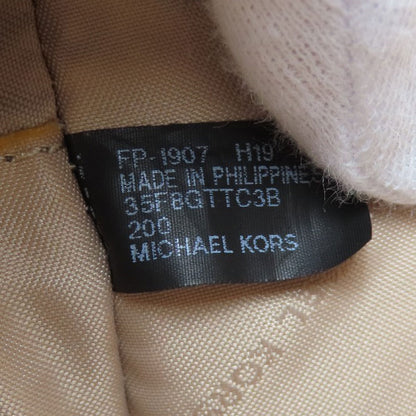 FP-1907 H19
MADE IN PHILIPPINES
35F8GTTC3B
200
MICHAEL KORS